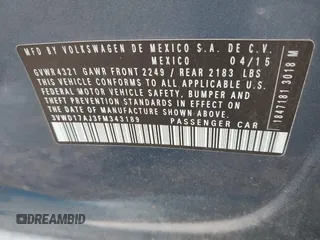 MFD BY VOLKSWAGEN DE MEXICO S.A. DE C.V.
MEXICO 04/15
GVWR 4321 GAWR FRONT 2249 / REAR 2183 LBS
THIS VEHICLE CONFORMS TO ALL APPLICABLE U.S.
FEDERAL MOTOR VEHICLE SAFETY, BUMPER AND
THEFT PREVENTION STANDARDS IN EFFECT ON THE
DATE OF MANUFACTURE SHOWN ABOVE.
3VWD17AJ3FM343189 PASSENGER CAR
1847181 3018 M
DREAMBID